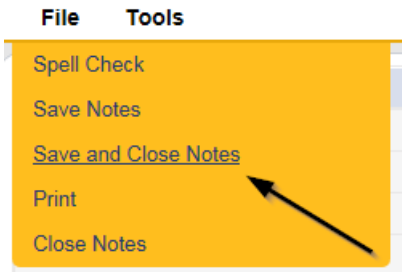 File Tools
Spell Check
Save Notes
Save and Close Notes
Print
Close Notes